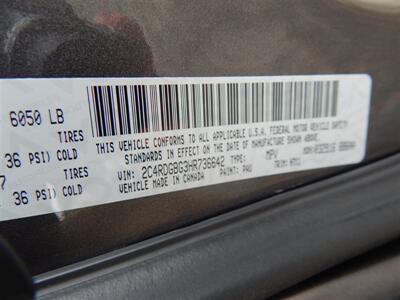 6050 LB
TIRES
36 PSI) COLD
TIRES
7
36 PSI) COLD
THIS VEHICLE CONFORMS TO ALL APPLICABLE U.S.A. FEDERAL MOTOR VEHICLE SAFETY
STANDARDS IN EFFECT ON THE DATE OF MANUFACTURE SHOWN ABOVE.
VIN: 2C4RDGBG3HR736642 TYPE: MPV
MADE IN CANADA PAINT: PAU TRIM: